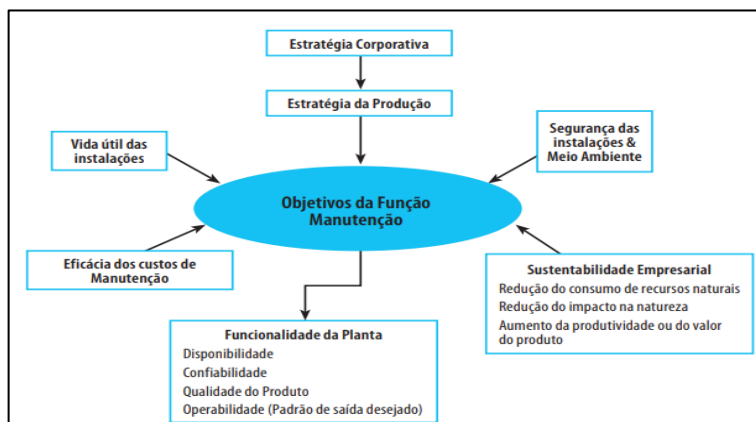 Estratégia Corporativa
Estratégia da Produção
Vida útil das
instalações
Segurança das
instalações &
Meio Ambiente
Objetivos da Função
Manutenção
Eficácia dos custos de
Manutenção
Sustentabilidade Empresarial
Redução do consumo de recursos naturais
Redução do impacto na natureza
Aumento da produtividade ou do valor
do produto
Funcionalidade da Planta
Disponibilidade
Confiabilidade
Qualidade do Produto
Operabilidade (Padrão de saída desejado)